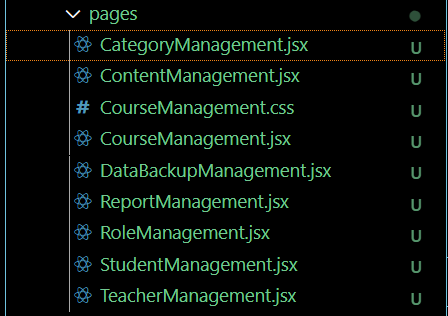 pages
CategoryManagement.jsx U
ContentManagement.jsx U
# CourseManagement.css U
CourseManagement.jsx U
DataBackupManagement.jsx U
ReportManagement.jsx U
RoleManagement.jsx U
StudentManagement.jsx U
TeacherManagement.jsx U